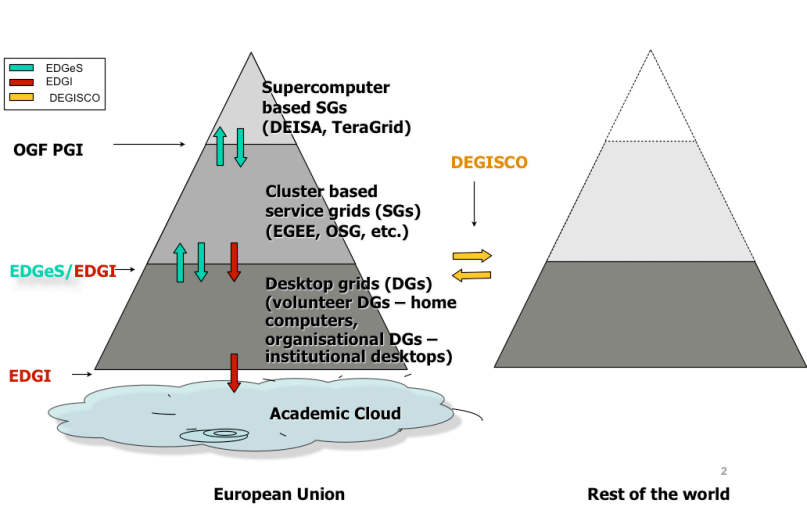 EDGeS
EDGI
DEGISCO
Supercomputer
based SGs
(DEISA, TeraGrid)
OGF PGI
DEGISCO
Cluster based
service grids (SGs)
(EGEE, OSG, etc.)
EDGeS/EDGI
Desktop grids (DGs)
(volunteer DGs – home
computers,
organisational DGs –
institutional desktops)
EDGI
Academic Cloud
2
European Union
Rest of the world